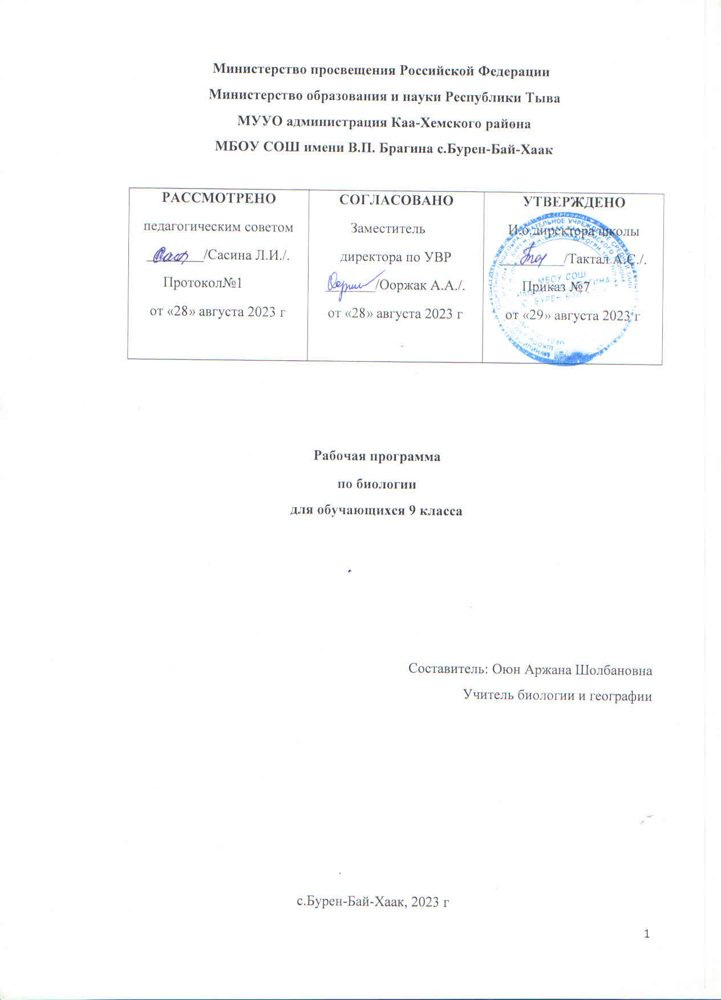 Министерство просвещения Российской Федерации
Министерство образования и науки Республики Тыва
МУУО администрация Каа-Хемского района
МБОУ СОШ имени В.П. Брагина с.Бурен-Бай-Хаак
РАССМОТРЕНО
педагогическим советом
/Сасина Л.И./.
Протокол№1
от «28» августа 2023 г
СОГЛАСОВАНО
Заместитель
директора по УВР
/Ооржак А.А./.
от «28» августа 2023 г
УТВЕРЖДЕНО
И.о.директора школы
/Тактал А.С./.
Приказ №7
от «29» августа 2023 г
МБОУ СОШ
Рабочая программа
по биологии
для обучающихся 9 класса
Составитель: Оюн Аржана Шолбановна
Учитель биологии и географии
с.Бурен-Бай-Хаак, 2023 г
1